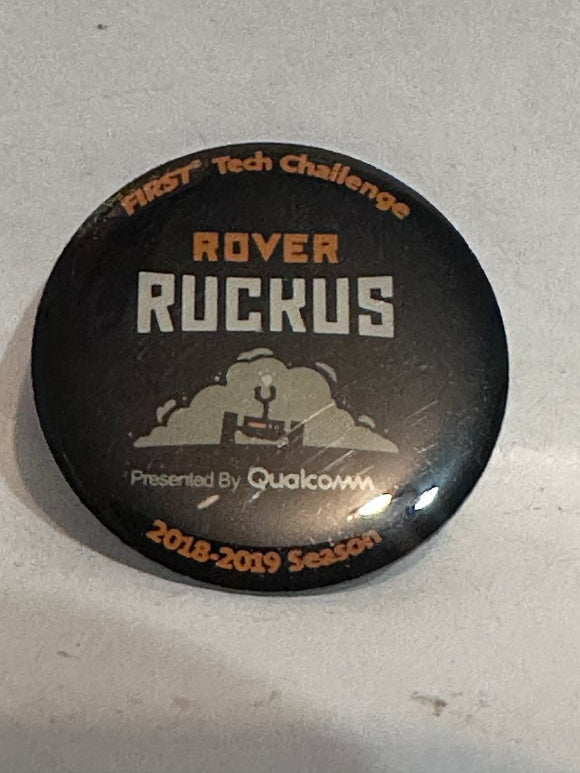 FIRST® Tech Challenge
ROVER
RUCKUS
Presented By Qualcomm
2018-2019 Season